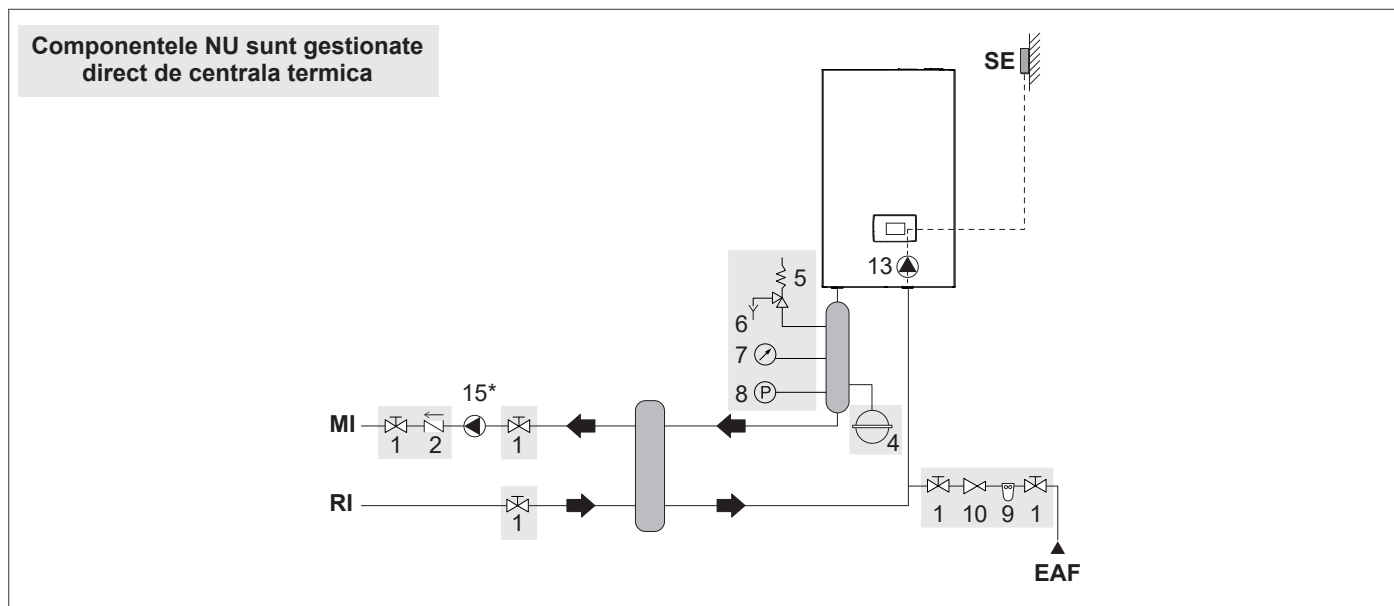 Componentele NU sunt gestionate
direct de centrala termica
SE
13
5
6
7
8
P
4
15*
MI
1
2
1
RI
1
1
10
9
1
EAF